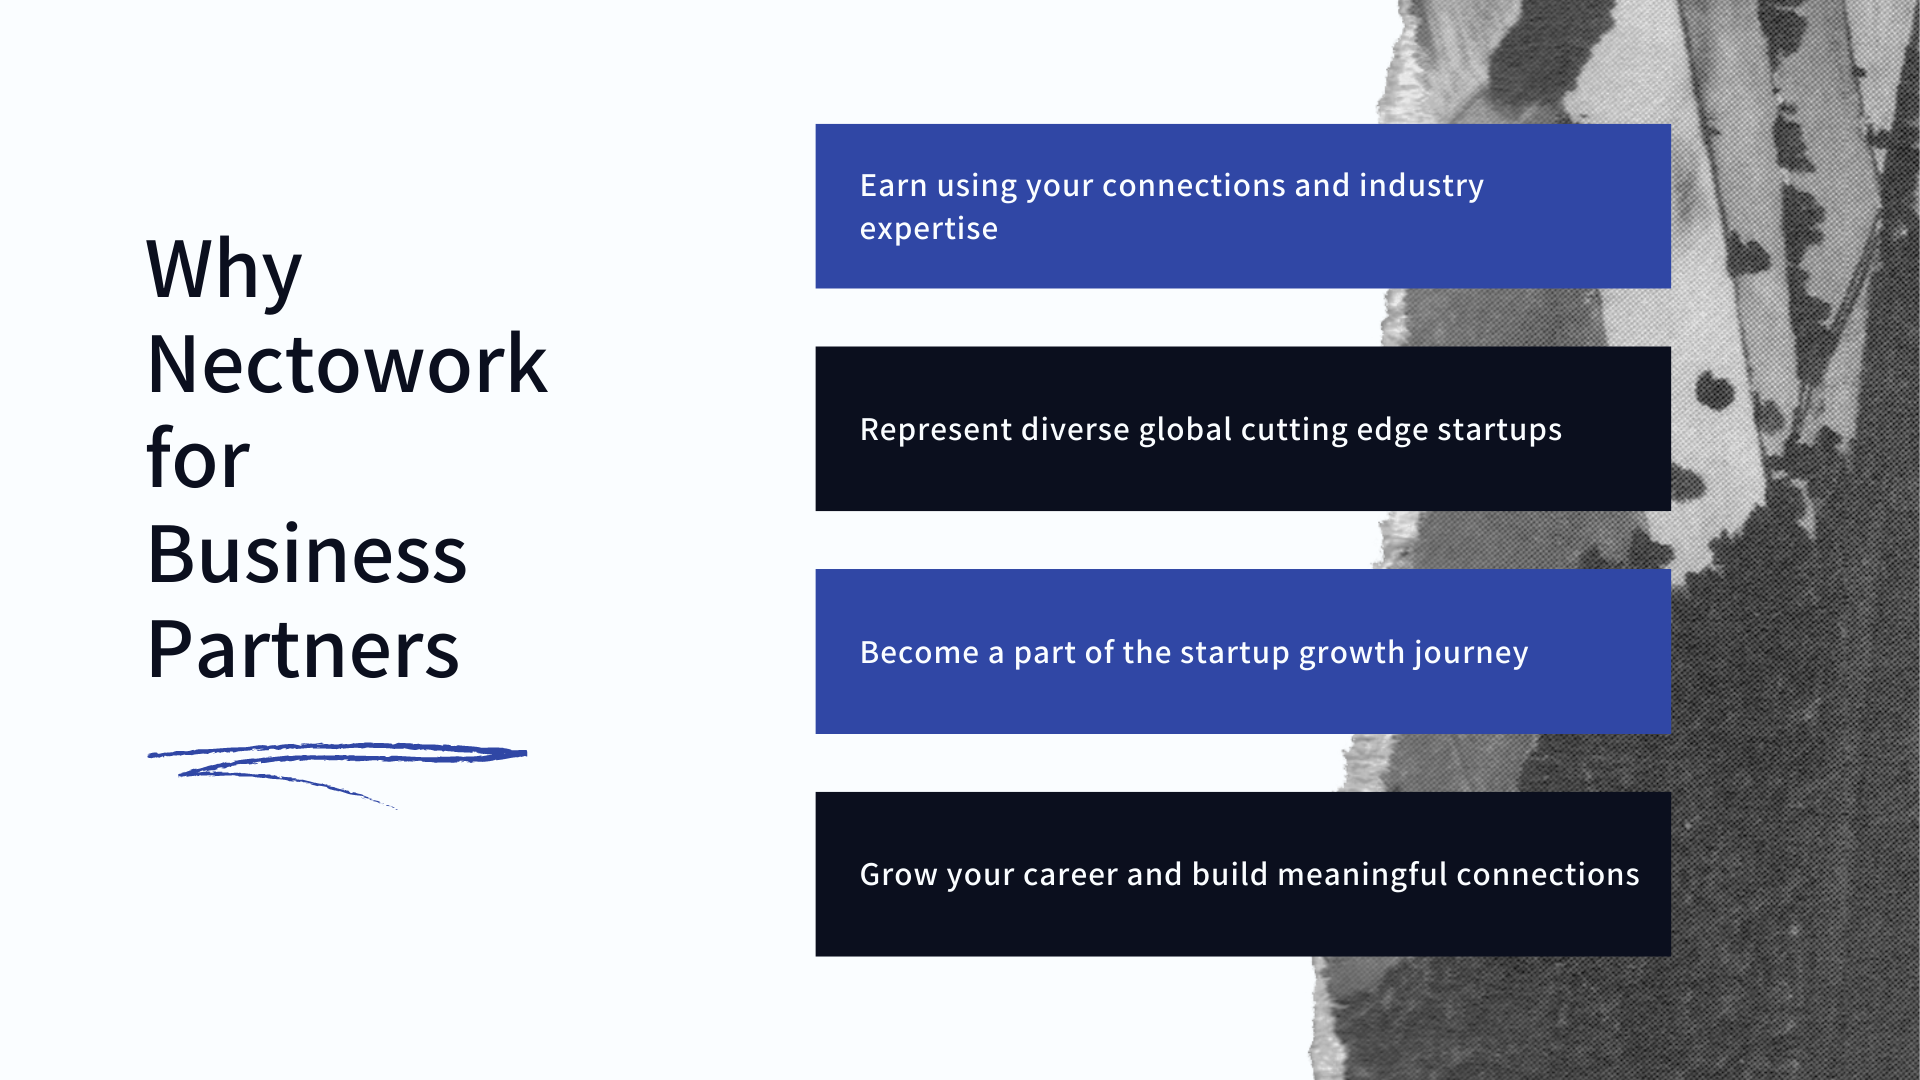 Why
Nectowork
for
Business
Partners
Earn using your connections and industry
expertise
Represent diverse global cutting edge startups
Become a part of the startup growth journey
Grow your career and build meaningful connections